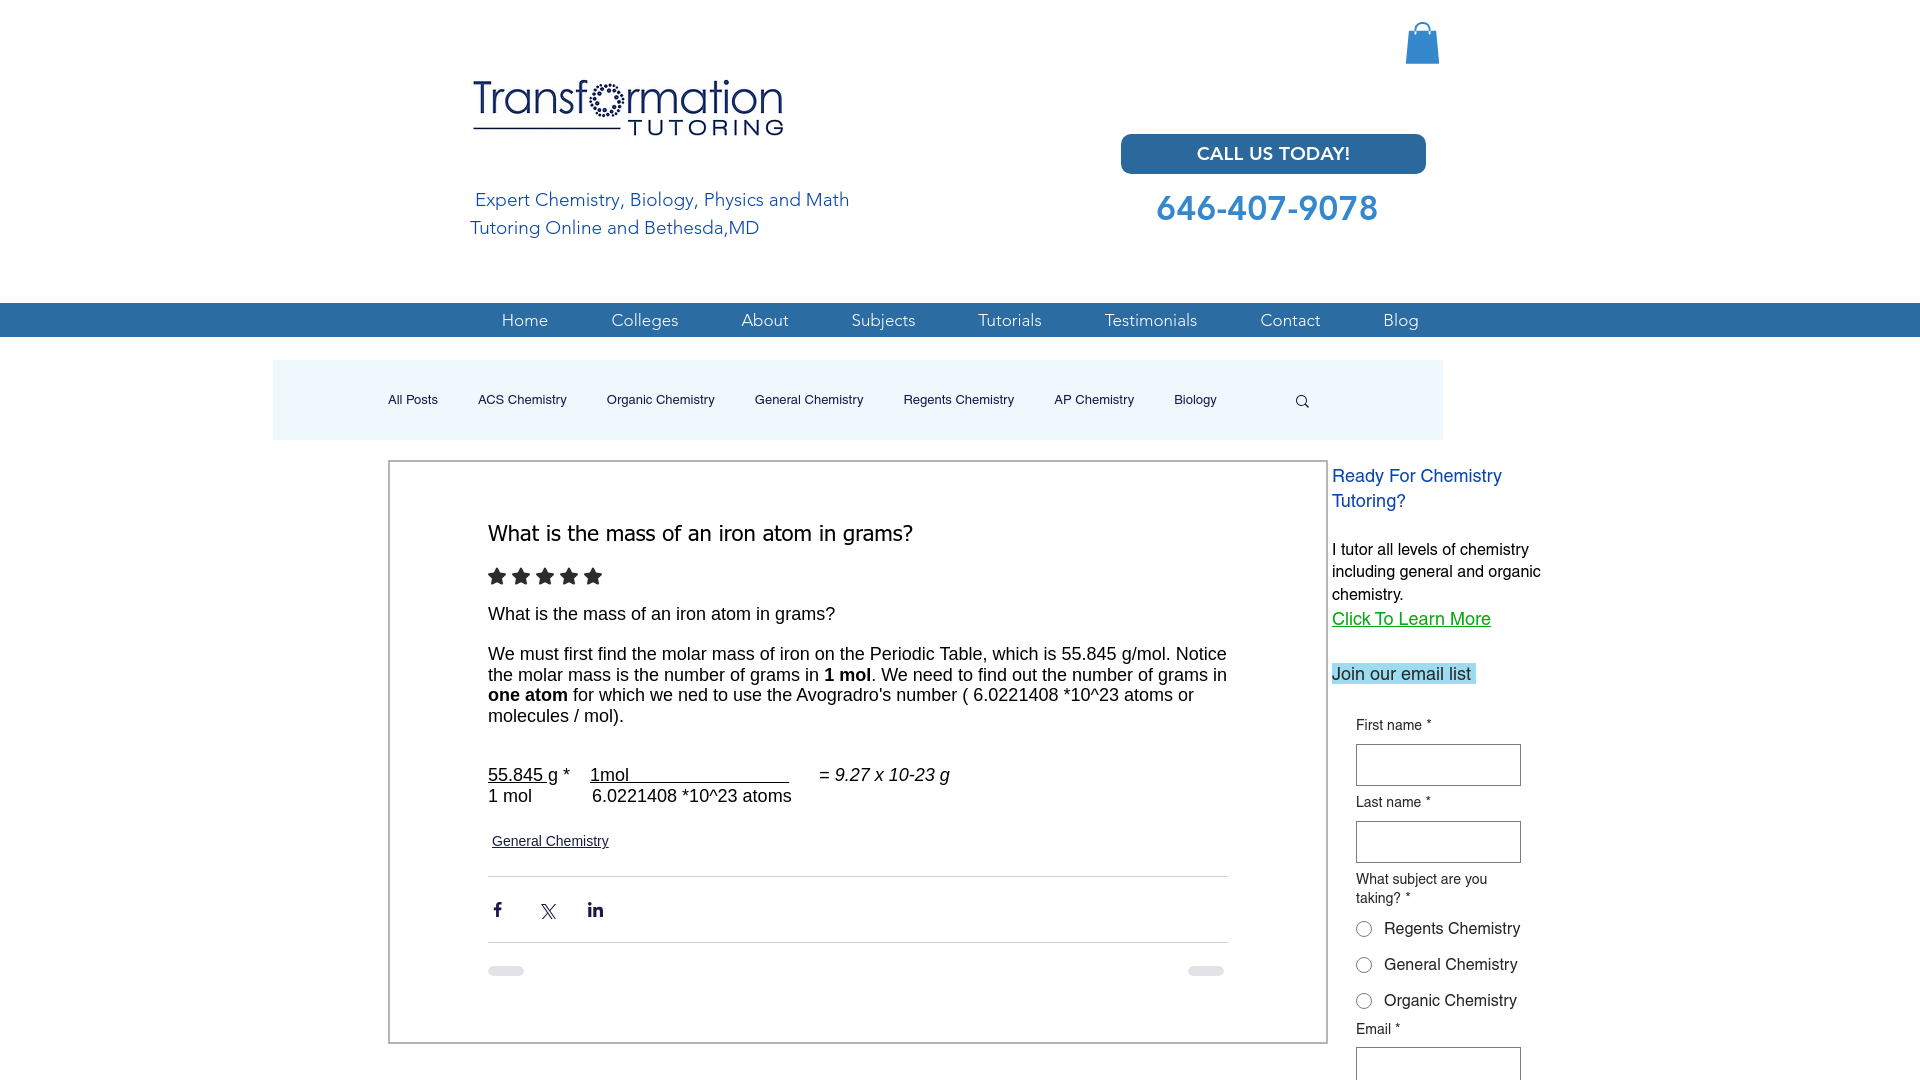 Transformation
TUTORING
CALL US TODAY!
Expert Chemistry, Biology, Physics and Math
Tutoring Online and Bethesda,MD
646-407-9078
Home Colleges About Subjects Tutorials Testimonials Contact Blog
All Posts ACS Chemistry Organic Chemistry General Chemistry Regents Chemistry AP Chemistry Biology
What is the mass of an iron atom in grams?
What is the mass of an iron atom in grams?
We must first find the molar mass of iron on the Periodic Table, which is 55.845 g/mol. Notice
the molar mass is the number of grams in 1 mol. We need to find out the number of grams in
one atom for which we ned to use the Avogradro's number ( 6.0221408 *10^23 atoms or
molecules / mol).
55.845 g * 1mol = 9.27 x 10-23 g
1 mol 6.0221408 *10^23 atoms
General Chemistry
Ready For Chemistry
Tutoring?
I tutor all levels of chemistry
including general and organic
chemistry.
Click To Learn More
Join our email list
First name *
Last name *
What subject are you
taking? *
Regents Chemistry
General Chemistry
Organic Chemistry
Email *